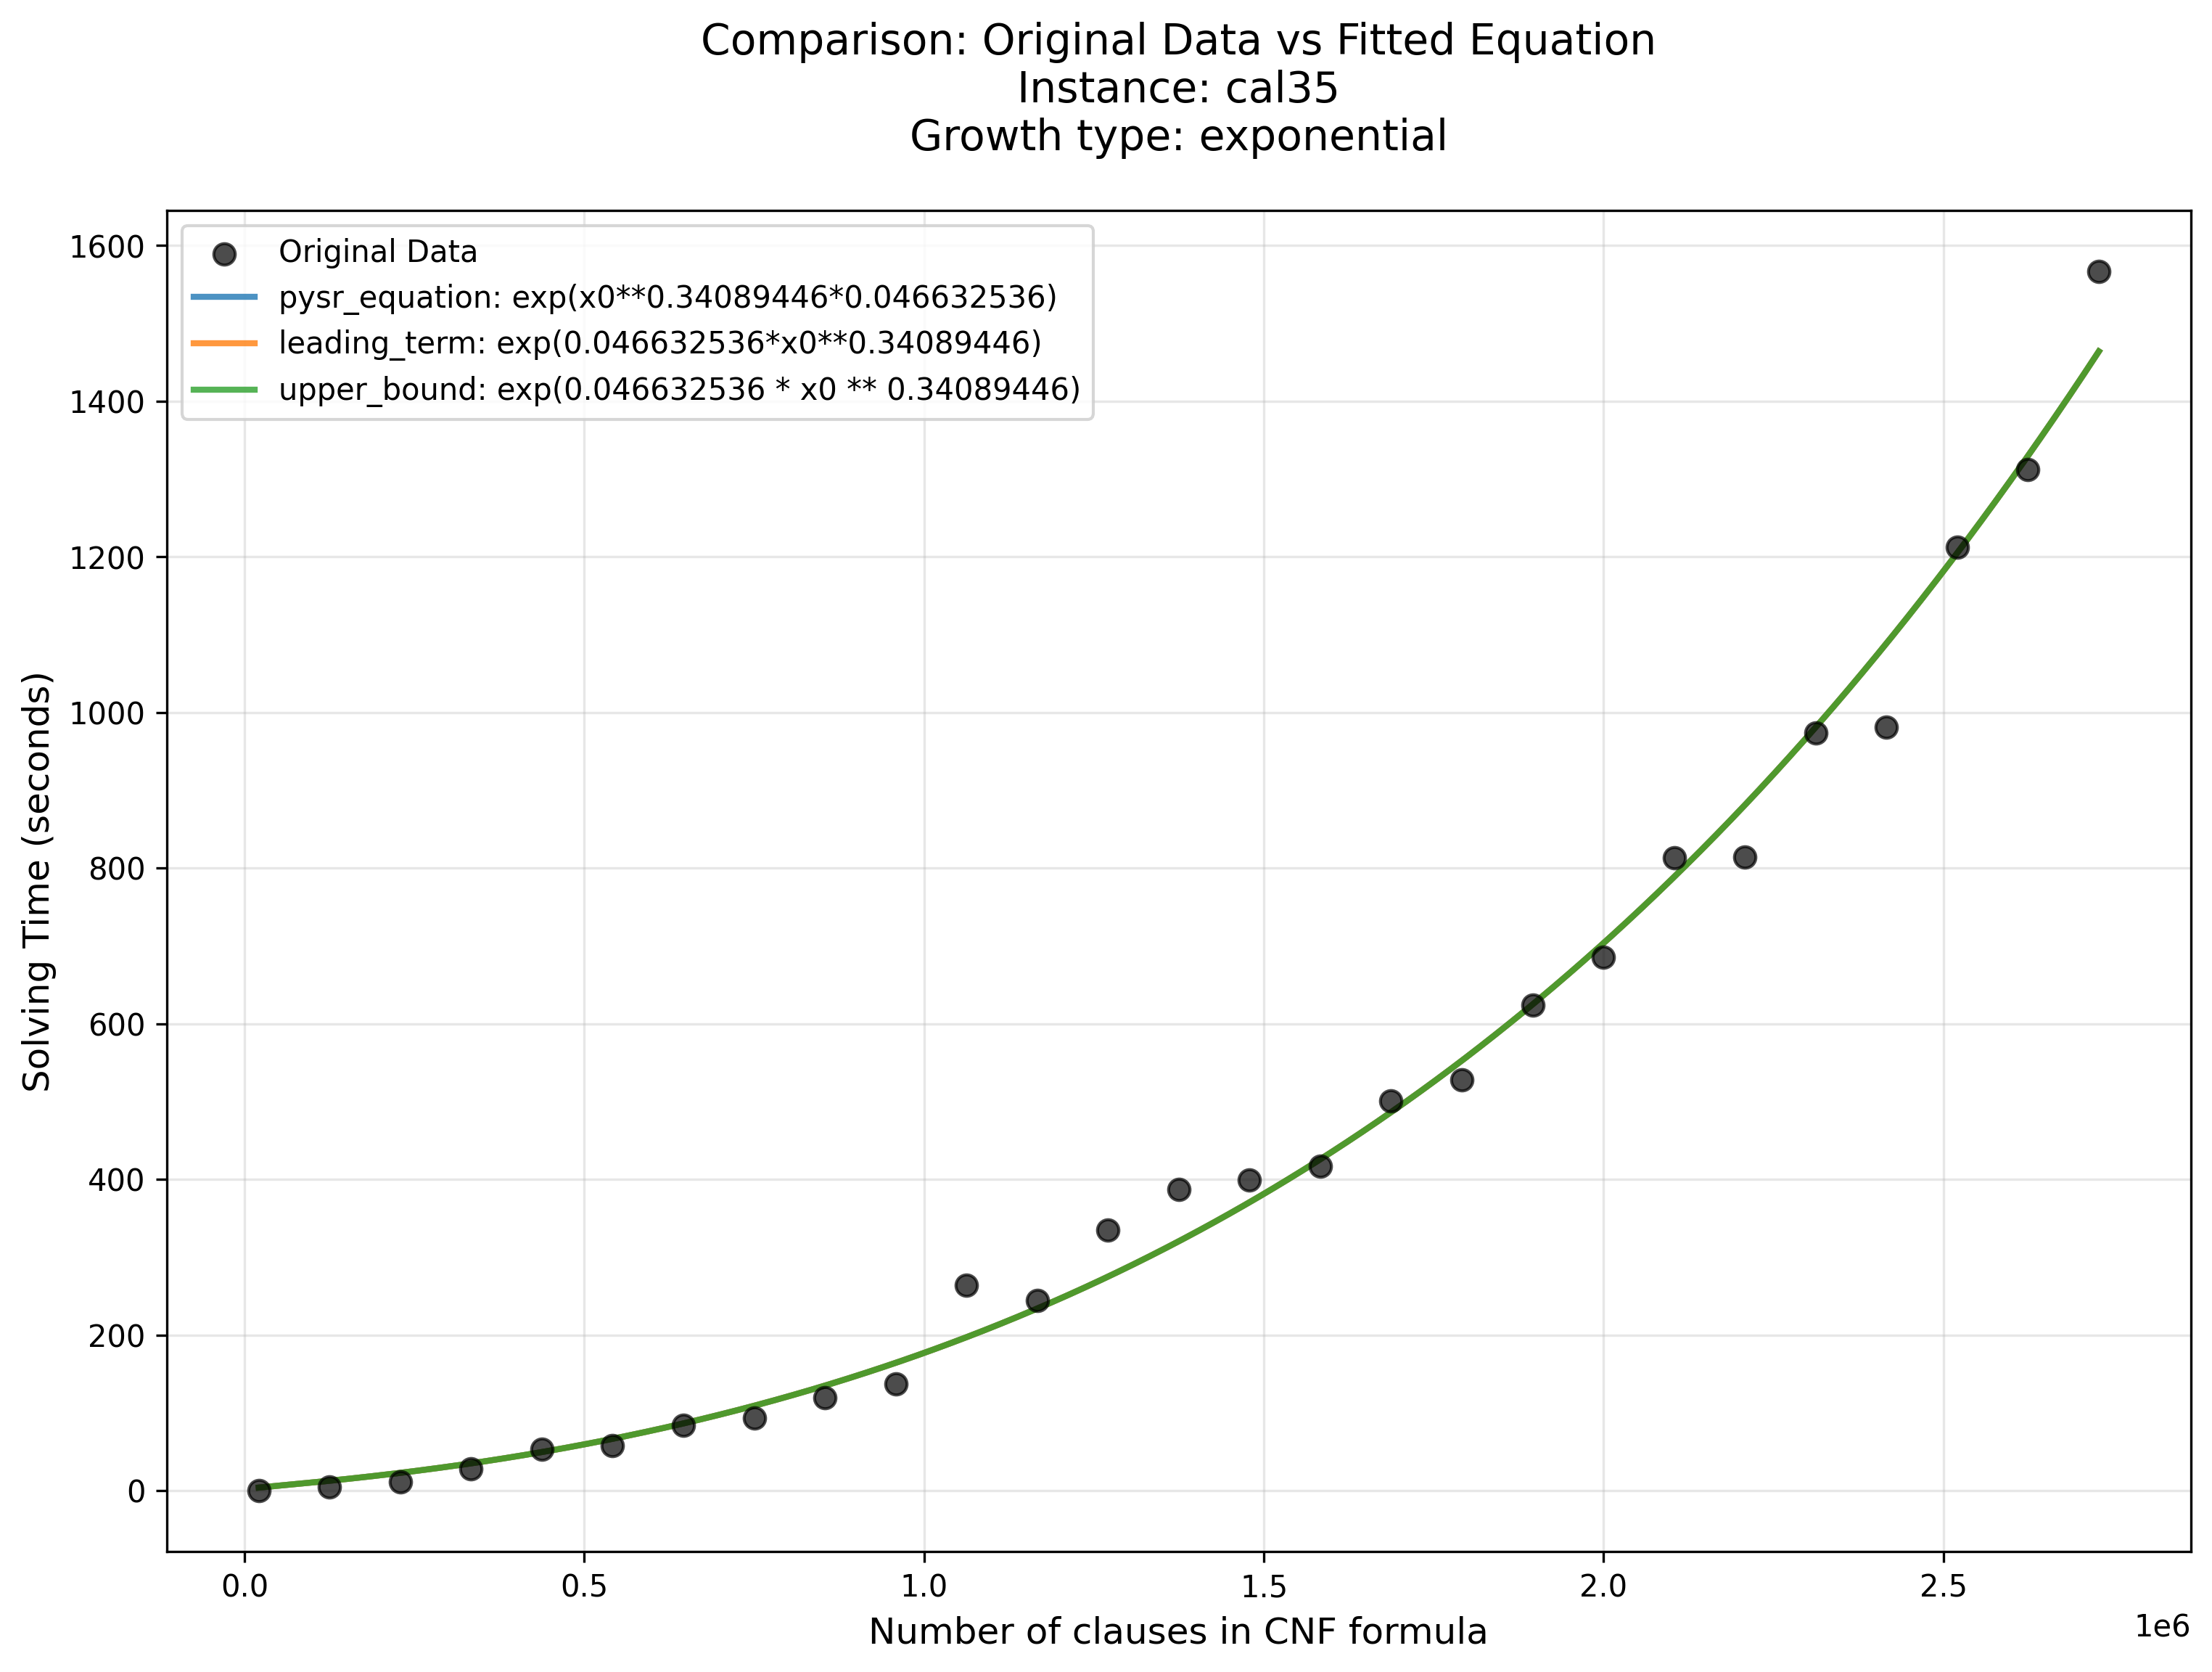 Comparison: Original Data vs Fitted Equation
Instance: cal35
Growth type: exponential
Original Data
pysr_equation: exp(x0**0.34089446*0.046632536)
leading_term: exp(0.046632536*x0**0.34089446)
upper_bound: exp(0.046632536 * x0 ** 0.34089446)
Solving Time (seconds)
1600
1400
1200
1000
800
600
400
200
0
0.0 0.5 1.0 1.5 2.0 2.5
1e6
Number of clauses in CNF formula